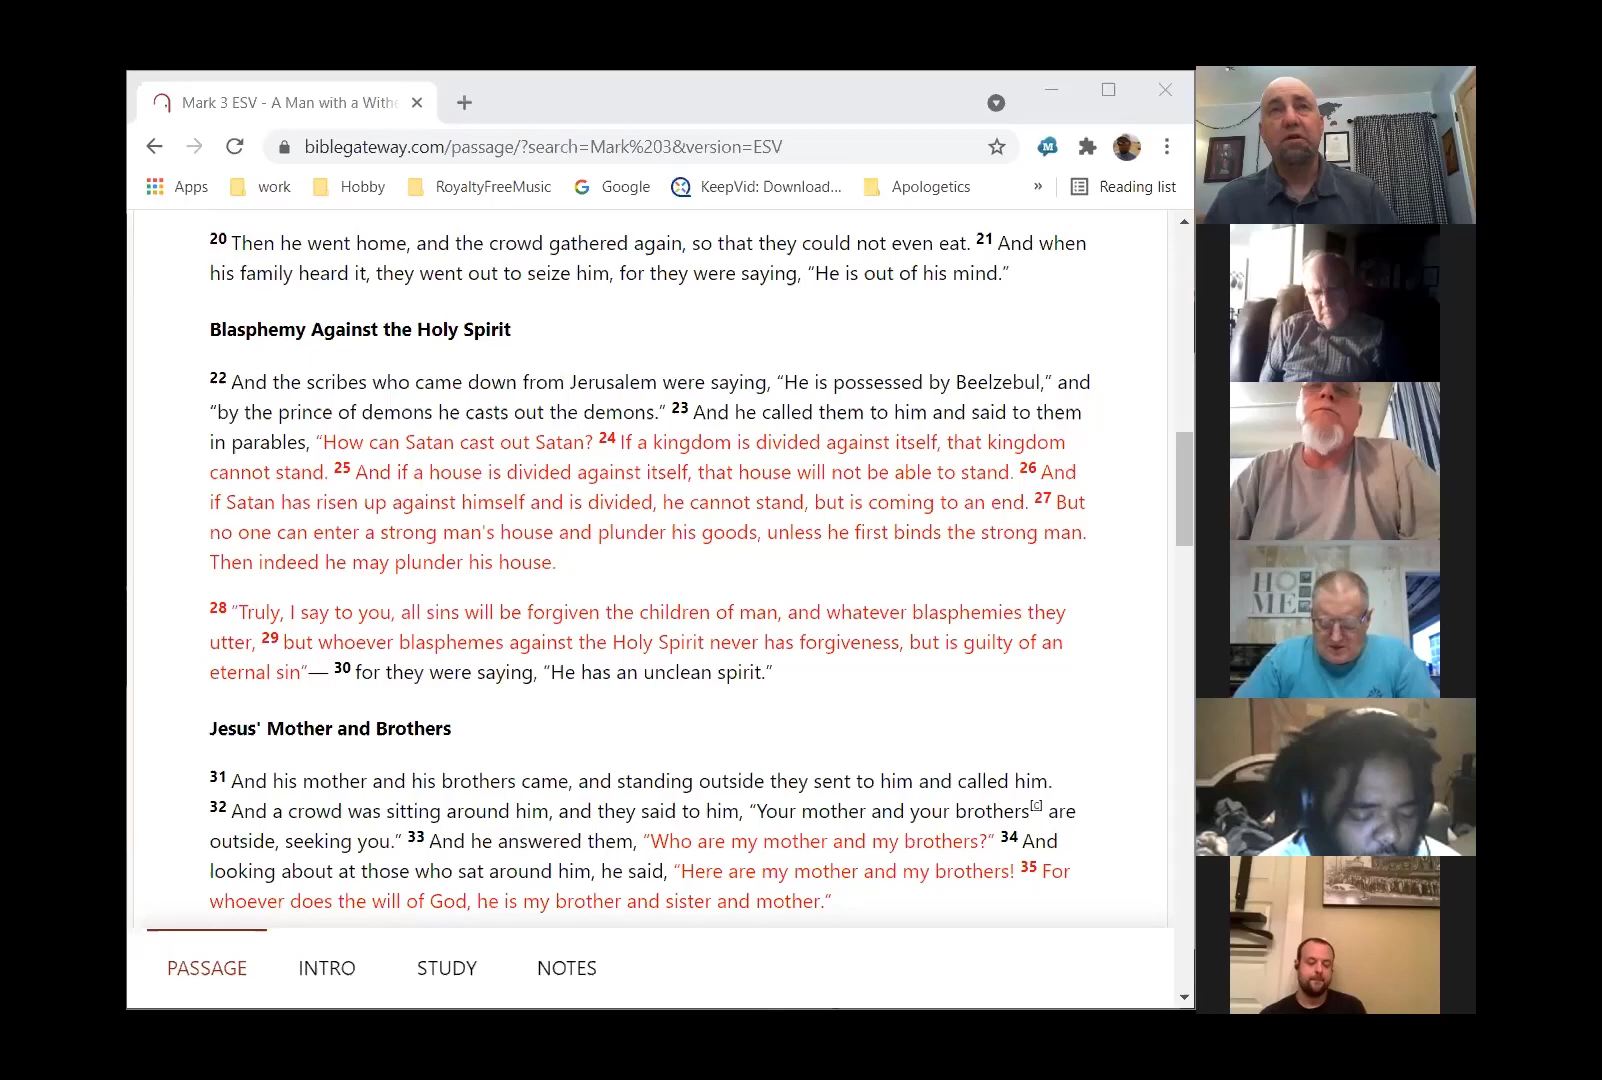 Mark 3 ESV - A Man with a Withe
biblegateway.com/passage/?search=Mark%203&version=ESV
Apps work Hobby RoyaltyFreeMusic Google KeepVid: Download... Apologetics » Reading list
20 Then he went home, and the crowd gathered again, so that they could not even eat. 21 And when
his family heard it, they went out to seize him, for they were saying, “He is out of his mind.”
Blasphemy Against the Holy Spirit
22 And the scribes who came down from Jerusalem were saying, “He is possessed by Beelzebul,” and
“by the prince of demons he casts out the demons.” 23 And he called them to him and said to them
in parables, “How can Satan cast out Satan? 24 If a kingdom is divided against itself, that kingdom
cannot stand. 25 And if a house is divided against itself, that house will not be able to stand. 26 And
if Satan has risen up against himself and is divided, he cannot stand, but is coming to an end. 27 But
no one can enter a strong man's house and plunder his goods, unless he first binds the strong man.
Then indeed he may plunder his house.
28 “Truly, I say to you, all sins will be forgiven the children of man, and whatever blasphemies they
utter, 29 but whoever blasphemes against the Holy Spirit never has forgiveness, but is guilty of an
eternal sin”— 30 for they were saying, “He has an unclean spirit.”
Jesus' Mother and Brothers
31 And his mother and his brothers came, and standing outside they sent to him and called him.
32 And a crowd was sitting around him, and they said to him, “Your mother and your brothers[c] are
outside, seeking you.” 33 And he answered them, “Who are my mother and my brothers?” 34 And
looking about at those who sat around him, he said, “Here are my mother and my brothers! 35 For
whoever does the will of God, he is my brother and sister and mother.”
PASSAGE INTRO STUDY NOTES
M
HO
ME